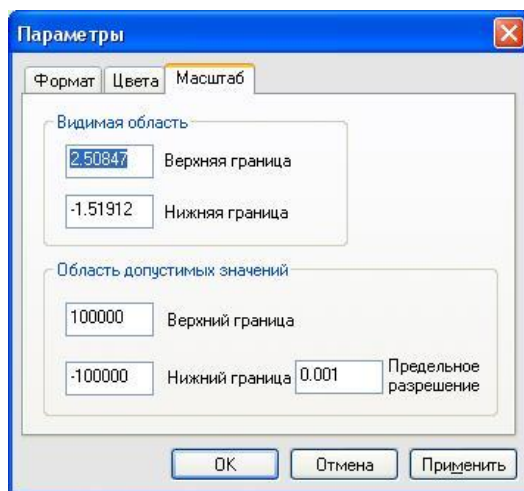 Параметры
Формат Цвета Масштаб
Видимая область
2.50847 Верхняя граница
-1.51912 Нижняя граница
Область допустимых значений
100000 Верхний граница
-100000 Нижний граница 0.001 Предельное
разрешение
OK Отмена Применить